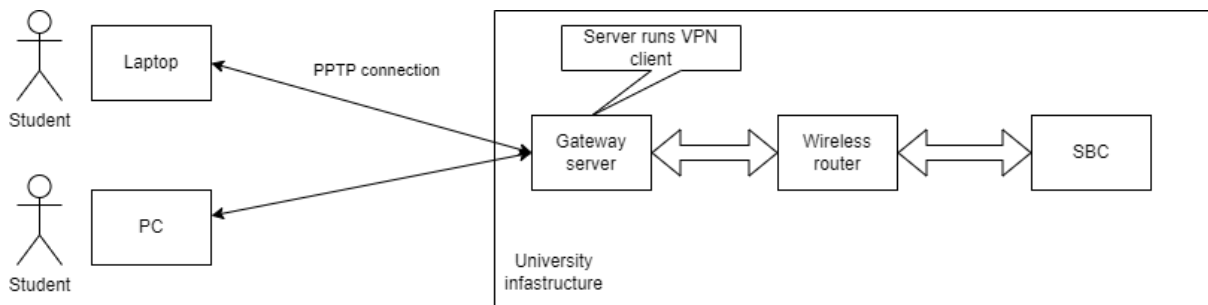 Student
Laptop
PPTP connection
Student
PC
Server runs VPN
client
Gateway
server
Wireless
router
SBC
University
infastructure